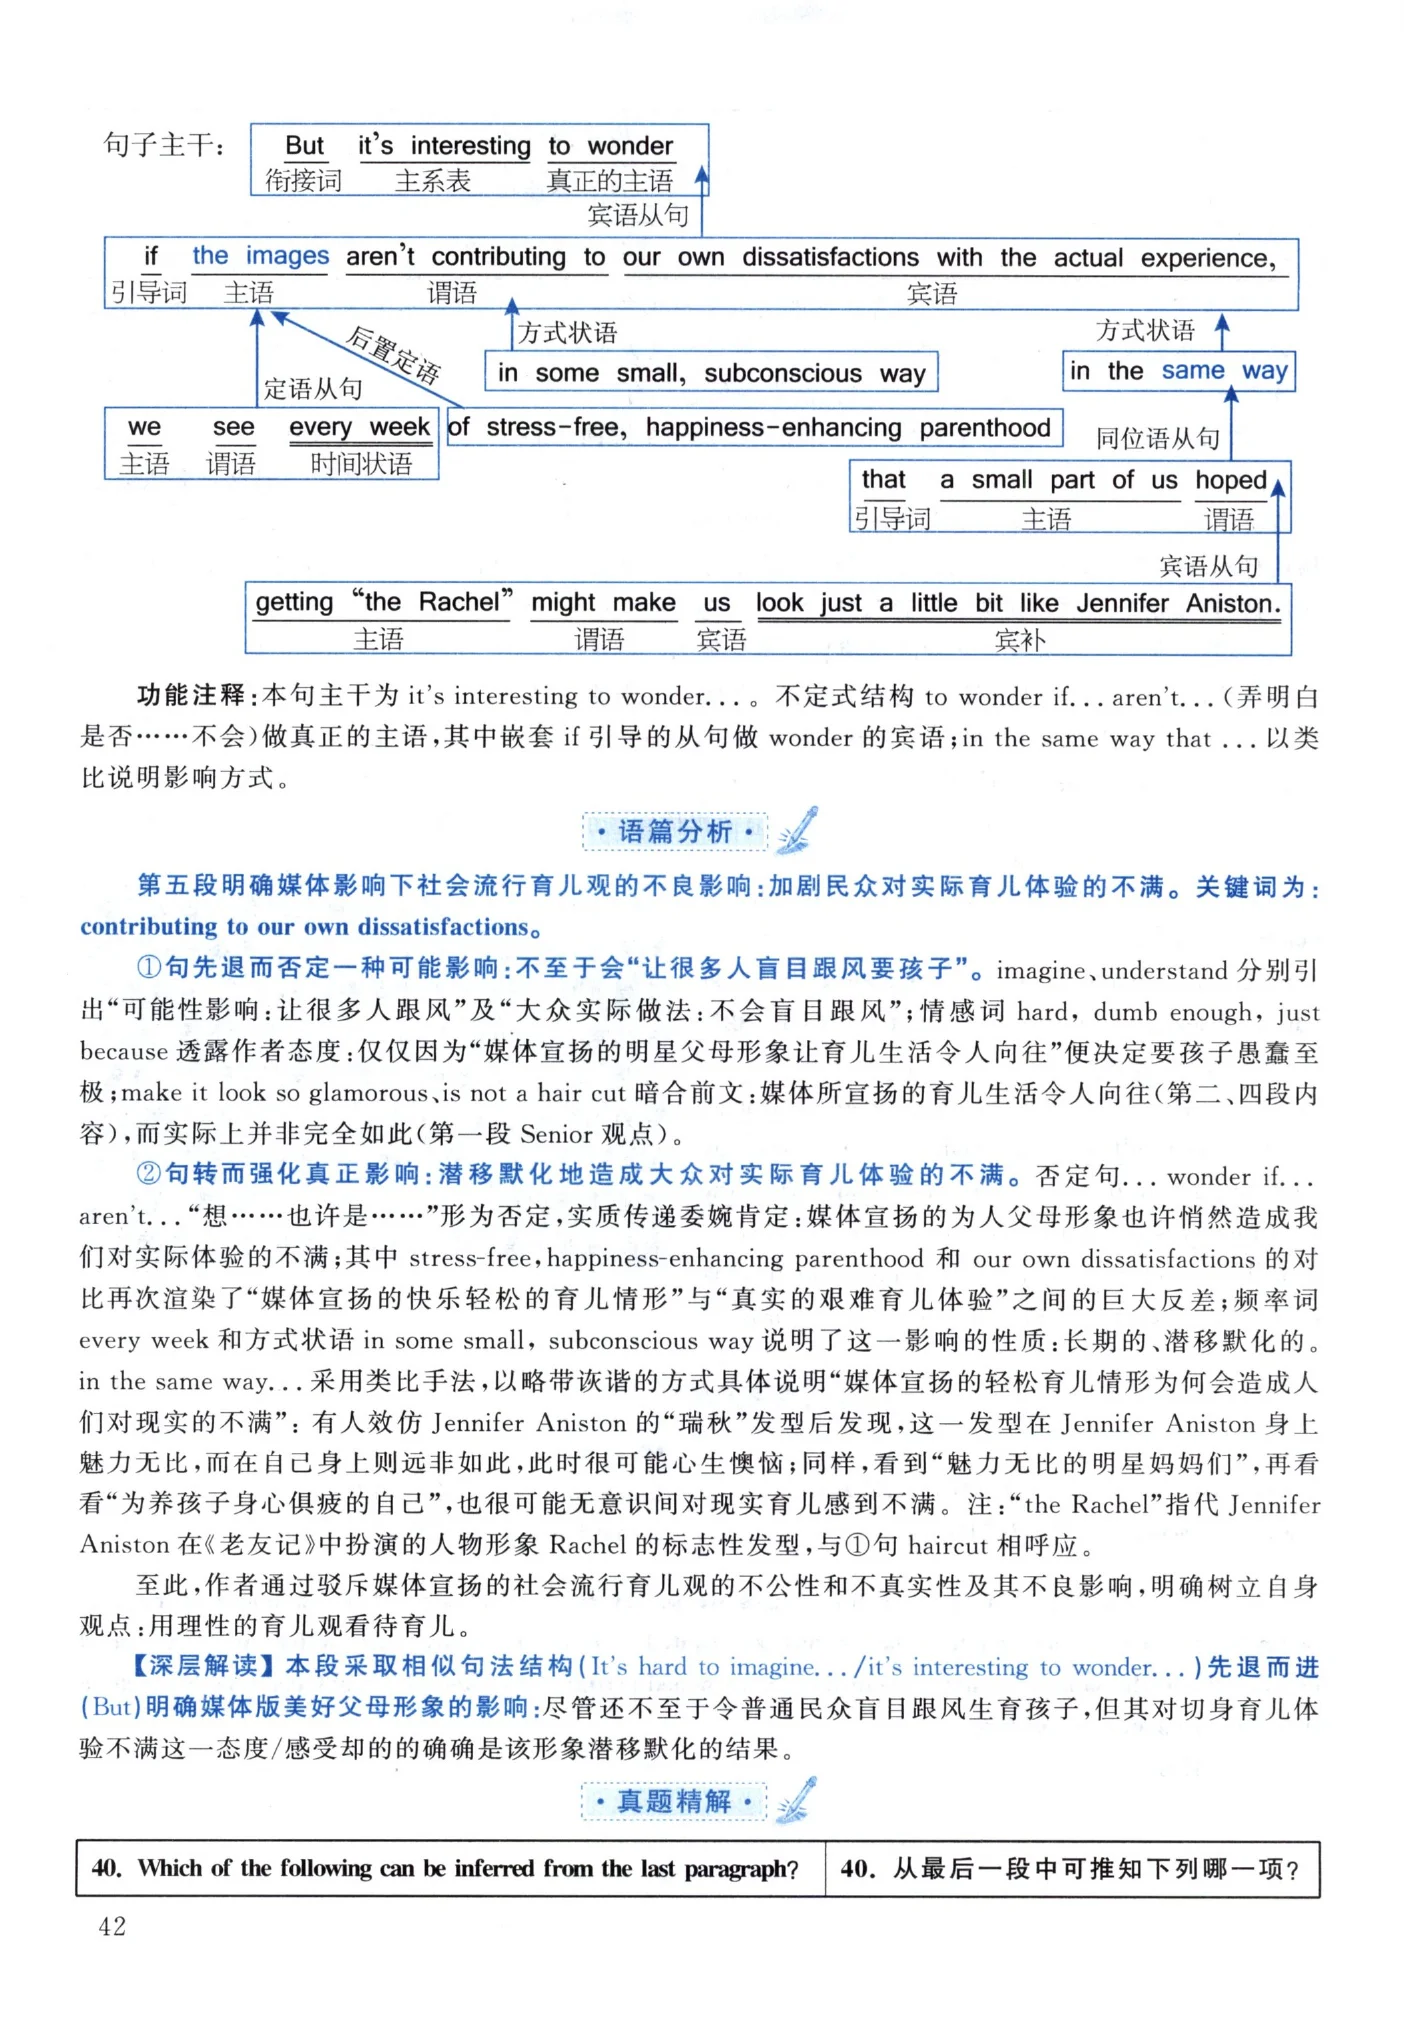 句子主干:
But it's interesting to wonder
衔接词 主系表 真正的主语
宾语从句
if the images aren't contributing to our own dissatisfactions with the actual experience,
引导词 主语 谓语 宾语
后置定语 方式状语 方式状语
in some small, subconscious way in the same way
定语从句
we see every week of stress-free, happiness-enhancing parenthood 同位语从句
主语 谓语 时间状语
that a small part of us hoped
引导词 主语 谓语
宾语从句
getting “the Rachel” might make us look just a little bit like Jennifer Aniston.
主语 谓语 宾语 宾补
功能注释:本句主干为 it's interesting to wonder...。不定式结构 to wonder if... aren't...(弄明白
是否……不会)做真正的主语,其中嵌套 if 引导的从句做 wonder 的宾语;in the same way that ...以类
比说明影响方式。
·语篇分析·
第五段明确媒体影响下社会流行育儿观的不良影响:加剧民众对实际育儿体验的不满。关键词为:
contributing to our own dissatisfactions。
①句先退而否定一种可能影响:不至于会“让很多人盲目跟风要孩子”。imagine、understand 分别引
出“可能性影响:让很多人跟风”及“大众实际做法:不会盲目跟风”;情感词 hard, dumb enough, just
because 透露作者态度:仅仅因为“媒体宣扬的明星父母形象让育儿生活令人向往”便决定要孩子愚蠢至
极;make it look so glamorous、is not a hair cut 暗合前文:媒体所宣扬的育儿生活令人向往(第二、四段内
容),而实际上并非完全如此(第一段 Senior 观点)。
②句转而强化真正影响:潜移默化地造成大众对实际育儿体验的不满。否定句... wonder if...
aren't...“想……也许是……”形为否定,实质传递委婉肯定:媒体宣扬的为人父母形象也许悄然造成我
们对实际体验的不满;其中 stress-free,happiness-enhancing parenthood 和 our own dissatisfactions 的对
比再次渲染了“媒体宣扬的快乐轻松的育儿情形”与“真实的艰难育儿体验”之间的巨大反差;频率词
every week 和方式状语 in some small, subconscious way 说明了这一影响的性质:长期的、潜移默化的。
in the same way...采用类比手法,以略带诙谐的方式具体说明“媒体宣扬的轻松育儿情形为何会造成人
们对现实的不满”: 有人效仿 Jennifer Aniston 的“瑞秋”发型后发现,这一发型在 Jennifer Aniston 身上
魅力无比,而在自己身上则远非如此,此时很可能心生懊恼;同样,看到“魅力无比的明星妈妈们”,再看
看“为养孩子身心俱疲的自己”,也很可能无意识间对现实育儿感到不满。注:“the Rachel”指代 Jennifer
Aniston 在《老友记》中扮演的人物形象 Rachel 的标志性发型,与①句 haircut 相呼应。
至此,作者通过驳斥媒体宣扬的社会流行育儿观的不公性和不真实性及其不良影响,明确树立自身
观点:用理性的育儿观看待育儿。
【深层解读】本段采取相似句法结构(It's hard to imagine.../it's interesting to wonder...)先退而进
(But)明确媒体版美好父母形象的影响:尽管还不至于令普通民众盲目跟风生育孩子,但其对切身育儿体
验不满这一态度/感受却的的确确是该形象潜移默化的结果。
·真题精解·
40. Which of the following can be inferred from the last paragraph? 40. 从最后一段中可推知下列哪一项?
42